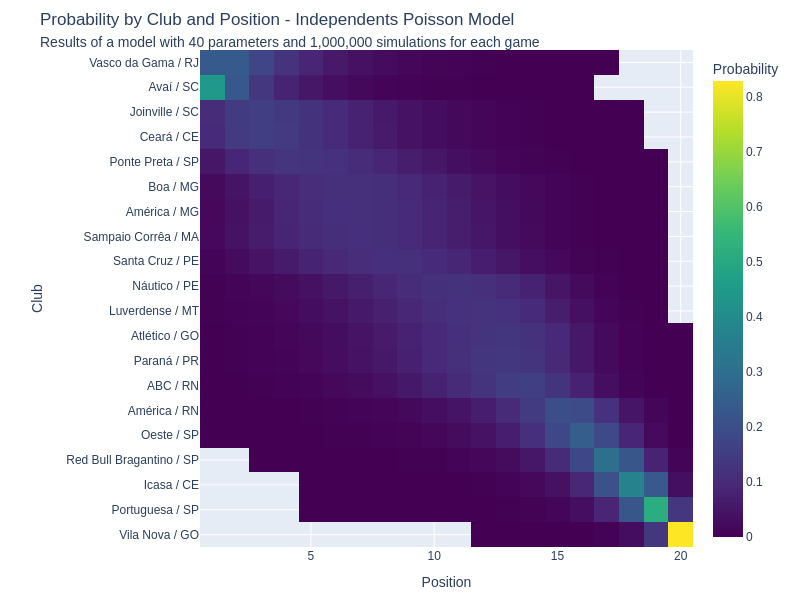 Probability by Club and Position - Independents Poisson Model
Results of a model with 40 parameters and 1,000,000 simulations for each game
Probability
Club
Vasco da Gama / RJ
Avaí / SC
Joinville / SC
Ceará / CE
Ponte Preta / SP
Boa / MG
América / MG
Sampaio Corrêa / MA
Santa Cruz / PE
Náutico / PE
Luverdense / MT
Atlético / GO
Paraná / PR
ABC / RN
América / RN
Oeste / SP
Red Bull Bragantino / SP
Icasa / CE
Portuguesa / SP
Vila Nova / GO
0.8
0.7
0.6
0.5
0.4
0.3
0.2
0.1
0
5 10 15 20
Position